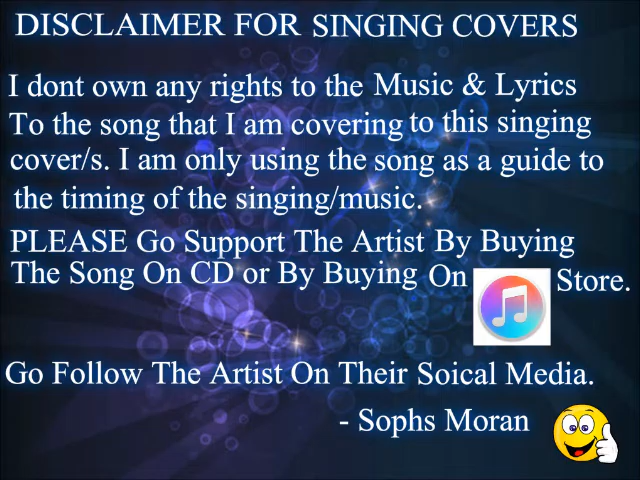 DISCLAIMER FOR SINGING COVERS
I dont own any rights to the Music & Lyrics
To the song that I am covering to this singing
cover/s. I am only using the song as a guide to
the timing of the singing/music.
PLEASE Go Support The Artist By Buying
The Song On CD or By Buying On Store.
Go Follow The Artist On Their Soical Media.
- Sophs Moran